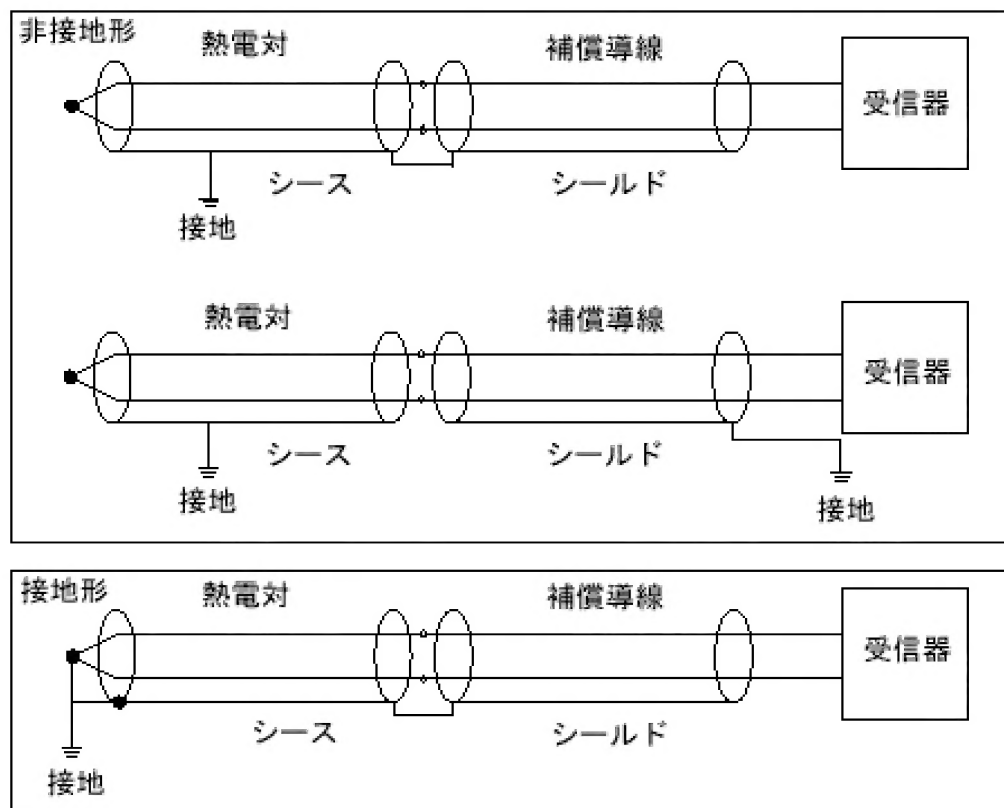 非接地形
熱電対
補償導線
受信器
シース
シールド
接地
熱電対
補償導線
受信器
シース
シールド
接地
接地
接地形
熱電対
補償導線
受信器
シース
シールド
接地